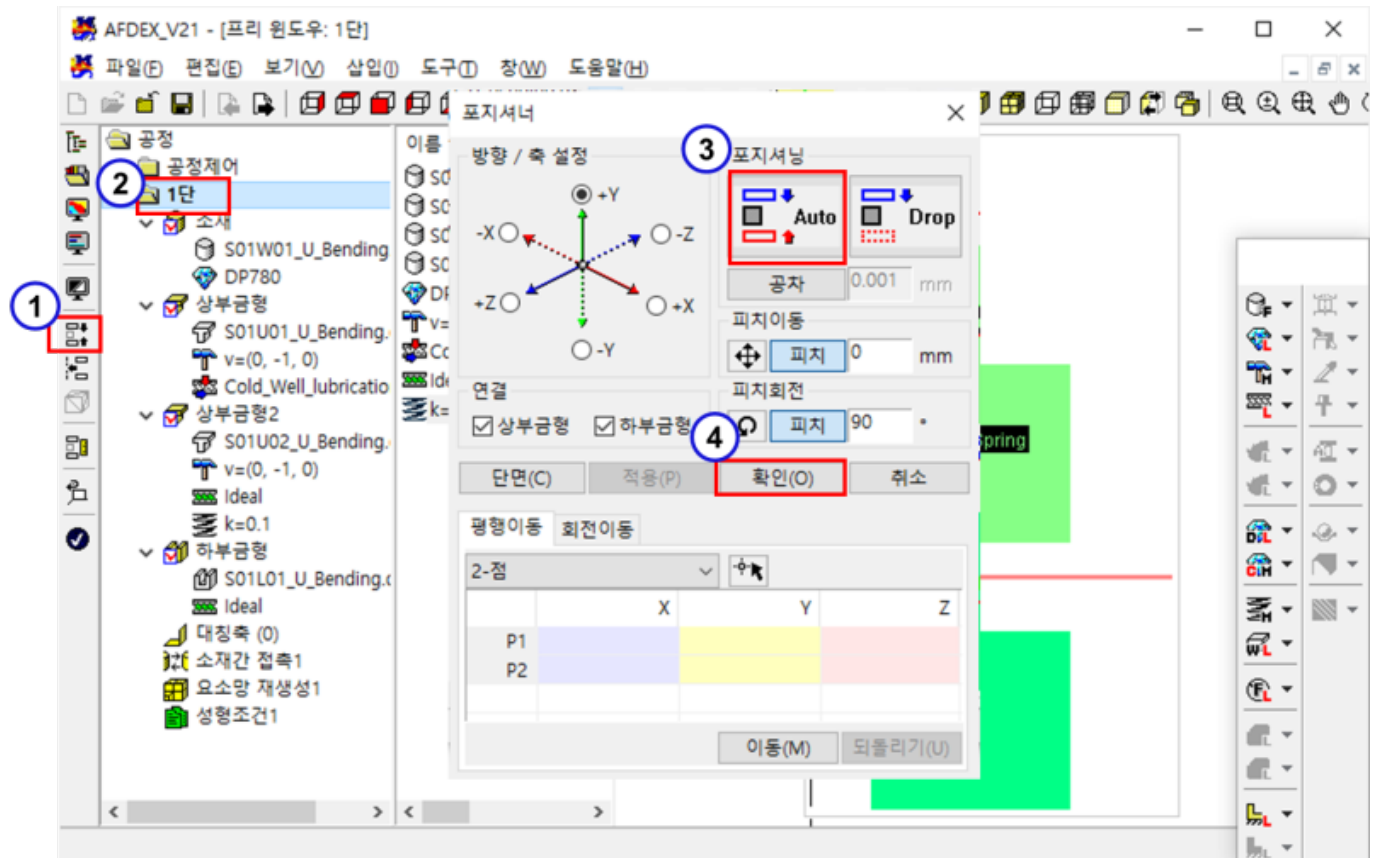 AFDEX_V21 - [프리 윈도우: 1단]
파일(F) 편집(E) 보기(V) 삽입(I) 도구(T) 창(W) 도움말(H)
공정
공정제어
2
1단
소재
S01W01_U_Bending
DP780
상부금형
1
S01U01_U_Bending.
v=(0, -1, 0)
Cold_Well_lubricatio
상부금형2
S01U02_U_Bending.
v=(0, -1, 0)
Ideal
k=0.1
하부금형
S01L01_U_Bending.
Ideal
대칭축 (0)
소재간 접촉1
요소망 재생성1
성형조건1
이름
v=
k=
포지셔너
방향 / 축 설정
+Y
-X
-Z
+Z
+X
-Y
3
포지셔닝
Auto
Drop
공차 0.001 mm
피치이동
피치 0 mm
연결
상부금형 하부금형
피치회전
피치 90 °
4
단면(C) 적용(P) 확인(O) 취소
평행이동 회전이동
2-점
X Y Z
P1
P2
이동(M) 되돌리기(U)
pring